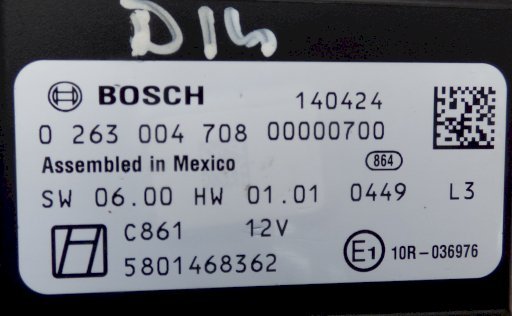 D14
BOSCH 140424
0 263 004 708 00000700
Assembled in Mexico 864
SW 06.00 HW 01.01 0449 L3
C861 12V
E1 10R-036976
5801468362